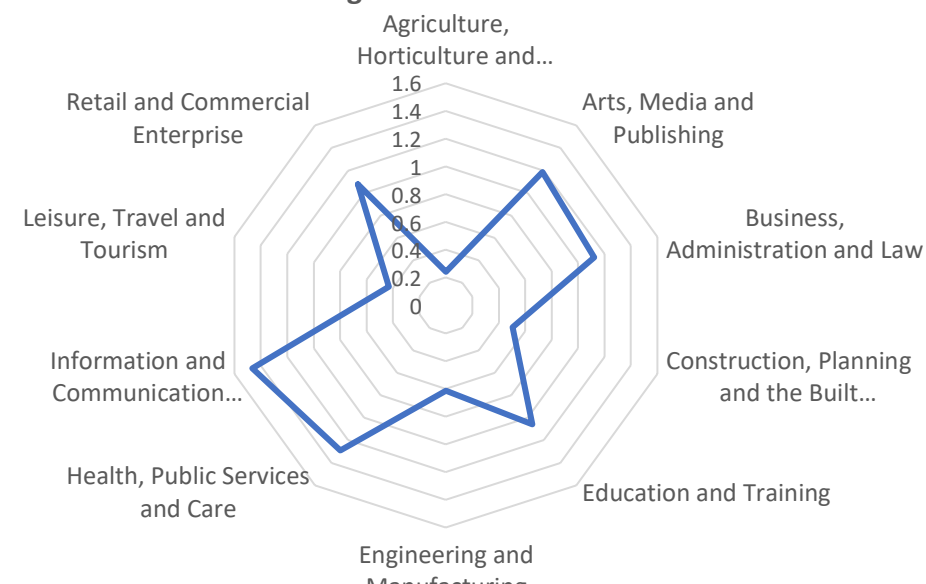 Agriculture,
Horticulture and...
1.6
1.4
1.2
1
0.8
0.6
0.4
0.2
0
Arts, Media and
Publishing
Business,
Administration and Law
Construction, Planning
and the Built...
Education and Training
Engineering and
Manufacturing
Health, Public Services
and Care
Information and
Communication...
Leisure, Travel and
Tourism
Retail and Commercial
Enterprise